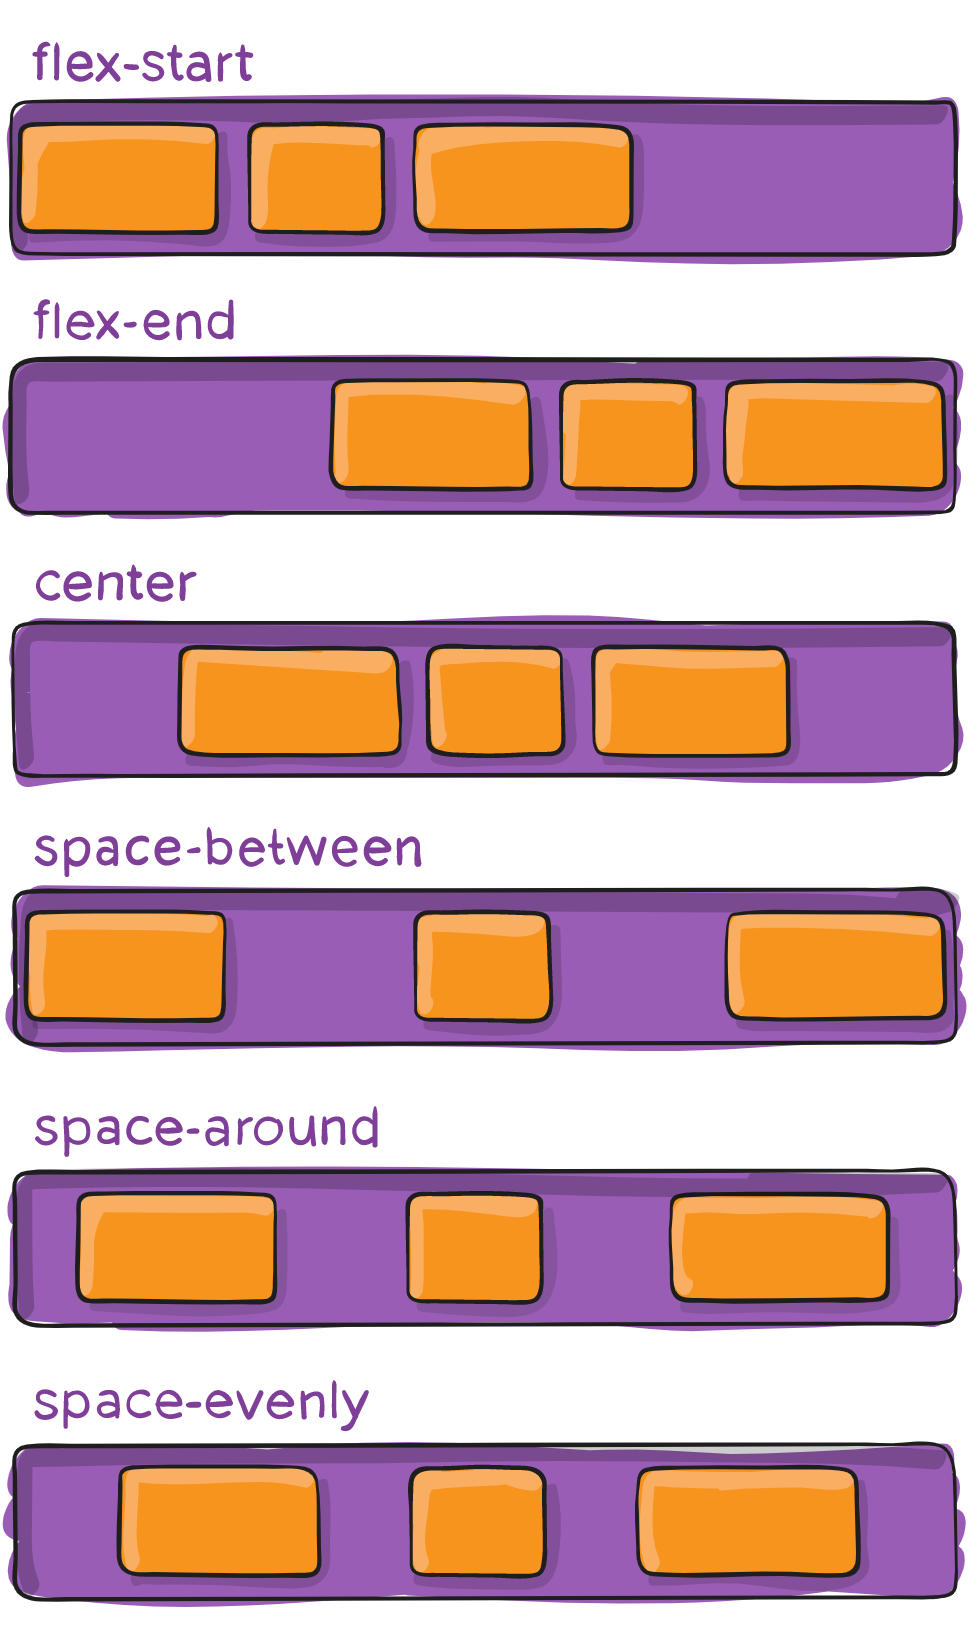 flex-start
flex-end
center
space-between
space-around
space-evenly